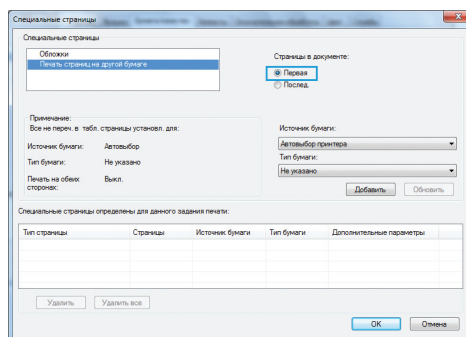 Специальные страницы
Специальные страницы
Обложки
Печать страниц на другой бумаге
Страницы в документе:
Первая
Послед.
Примечание:
Все не переч. в табл. страницы установл. для:
Источник бумаги: Автовыбор
Тип бумаги: Не указано
Печать на обеих сторонах: Выкл.
Источник бумаги:
Автовыбор принтера
Тип бумаги:
Не указано
Добавить Обновить
Специальные страницы определены для данного задания печати:
Тип страницы Страницы Источник бумаги Тип бумаги Дополнительные параметры
Удалить Удалить все
OK Отмена